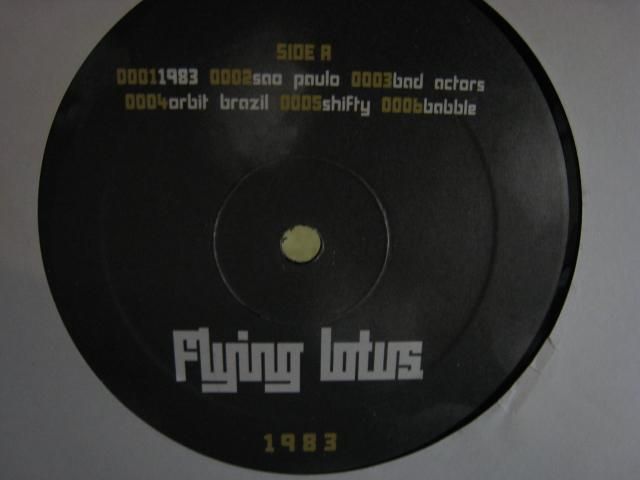 SIDE A
00011983 0002sao paulo 0003bad actors
0004orbit brazil 0005shifty 0006babble
Flying lotus
1983